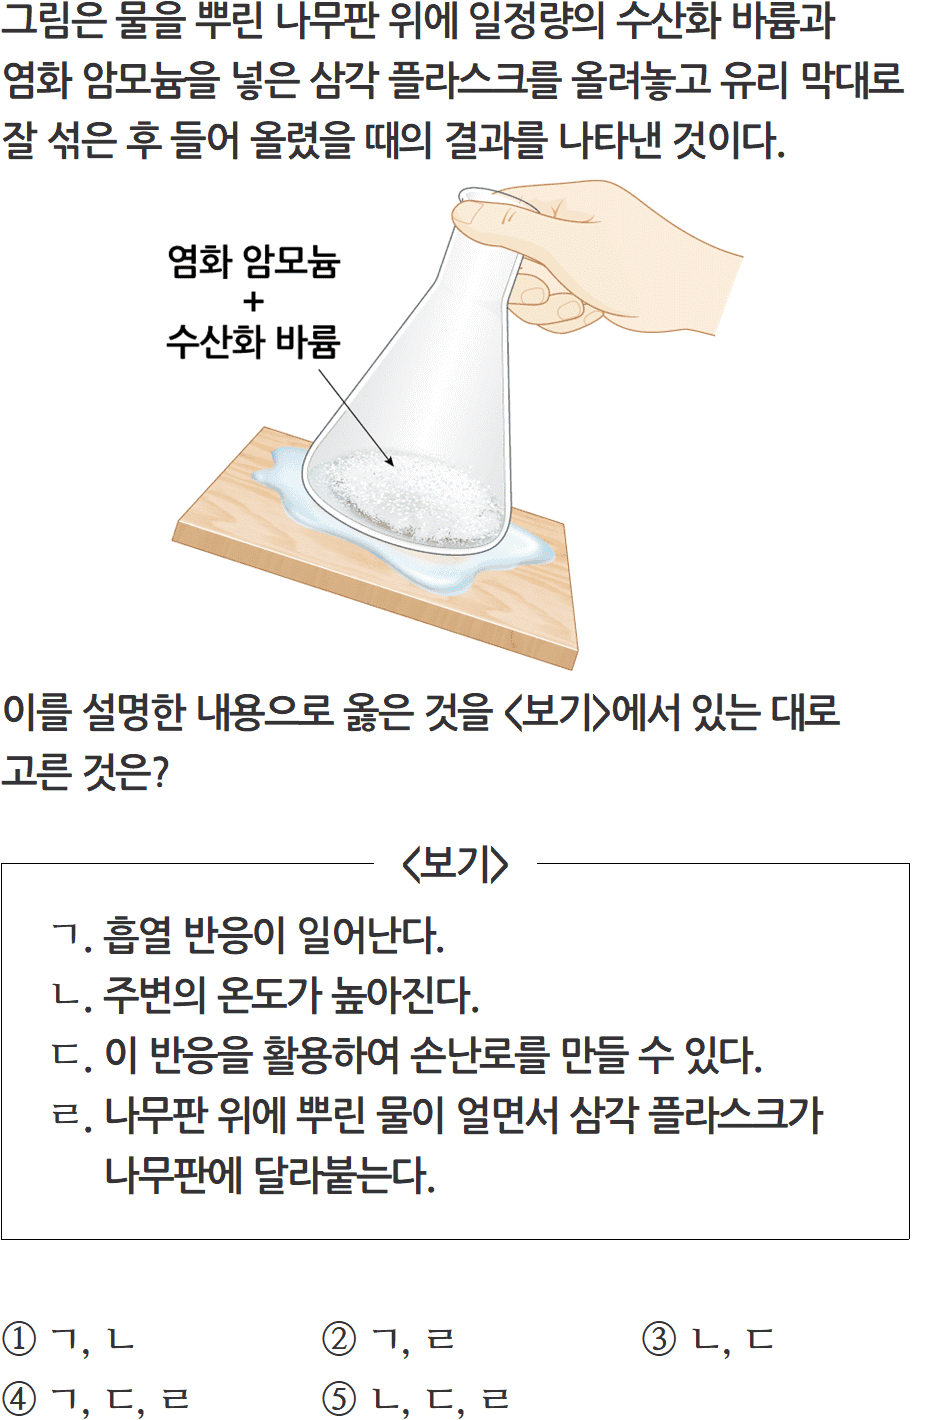 그림은 물을 뿌린 나무판 위에 일정량의 수산화 바륨과
염화 암모늄을 넣은 삼각 플라스크를 올려놓고 유리 막대로
잘 섞은 후 들어 올렸을 때의 결과를 나타낸 것이다.
염화 암모늄
+
수산화 바륨
이를 설명한 내용으로 옳은 것을 <보기>에서 있는 대로
고른 것은?
<보기>
ㄱ. 흡열 반응이 일어난다.
ㄴ. 주변의 온도가 높아진다.
ㄷ. 이 반응을 활용하여 손난로를 만들 수 있다.
ㄹ. 나무판 위에 뿌린 물이 얼면서 삼각 플라스크가
나무판에 달라붙는다.
① ㄱ, ㄴ ② ㄱ, ㄹ ③ ㄴ, ㄷ
④ ㄱ, ㄷ, ㄹ ⑤ ㄴ, ㄷ, ㄹ